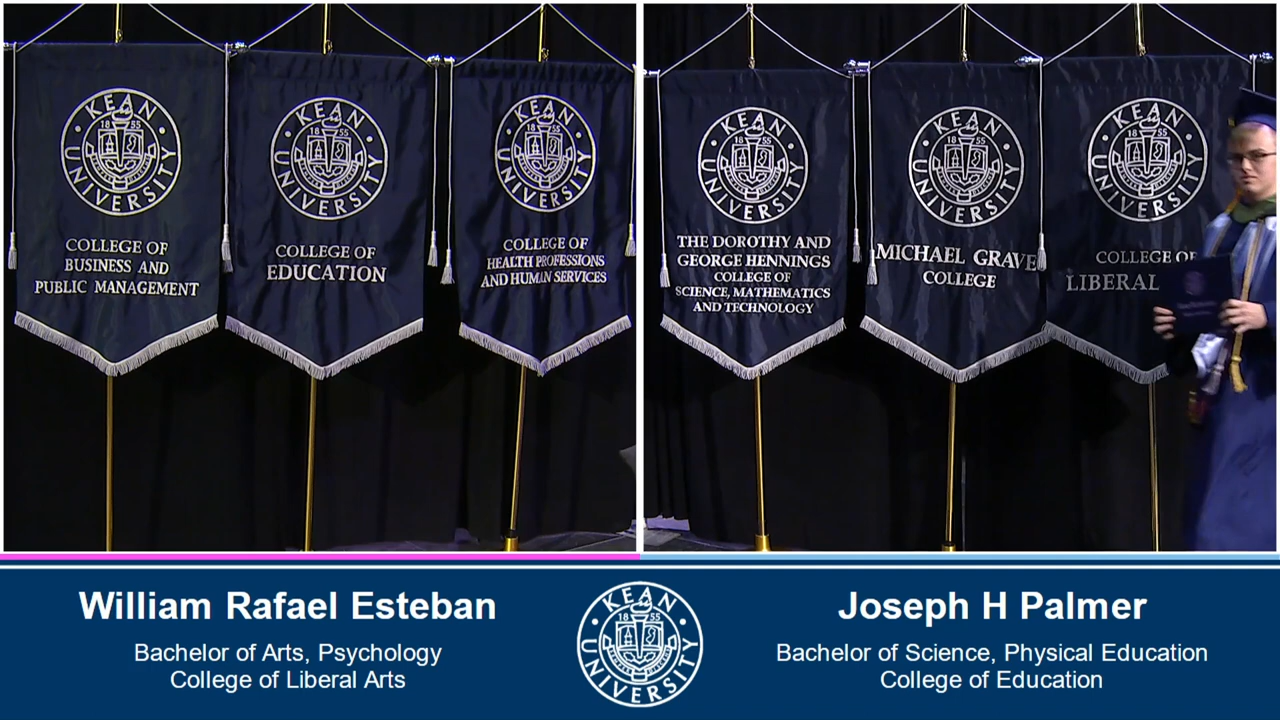 KEAN UNIVERSITY
1855
COLLEGE OF
BUSINESS AND
PUBLIC MANAGEMENT
KEAN UNIVERSITY
1855
COLLEGE OF
EDUCATION
KEAN UNIVERSITY
1855
COLLEGE OF
HEALTH PROFESSIONS
AND HUMAN SERVICES
KEAN UNIVERSITY
1855
THE DOROTHY AND
GEORGE HENNINGS
COLLEGE OF
SCIENCE, MATHEMATICS
AND TECHNOLOGY
KEAN UNIVERSITY
1855
MICHAEL GRAVE
COLLEGE
KEAN UNIVERSITY
1855
COLLEGE OF
LIBERAL
William Rafael Esteban
Bachelor of Arts, Psychology
College of Liberal Arts
KEAN UNIVERSITY
1855
Joseph H Palmer
Bachelor of Science, Physical Education
College of Education